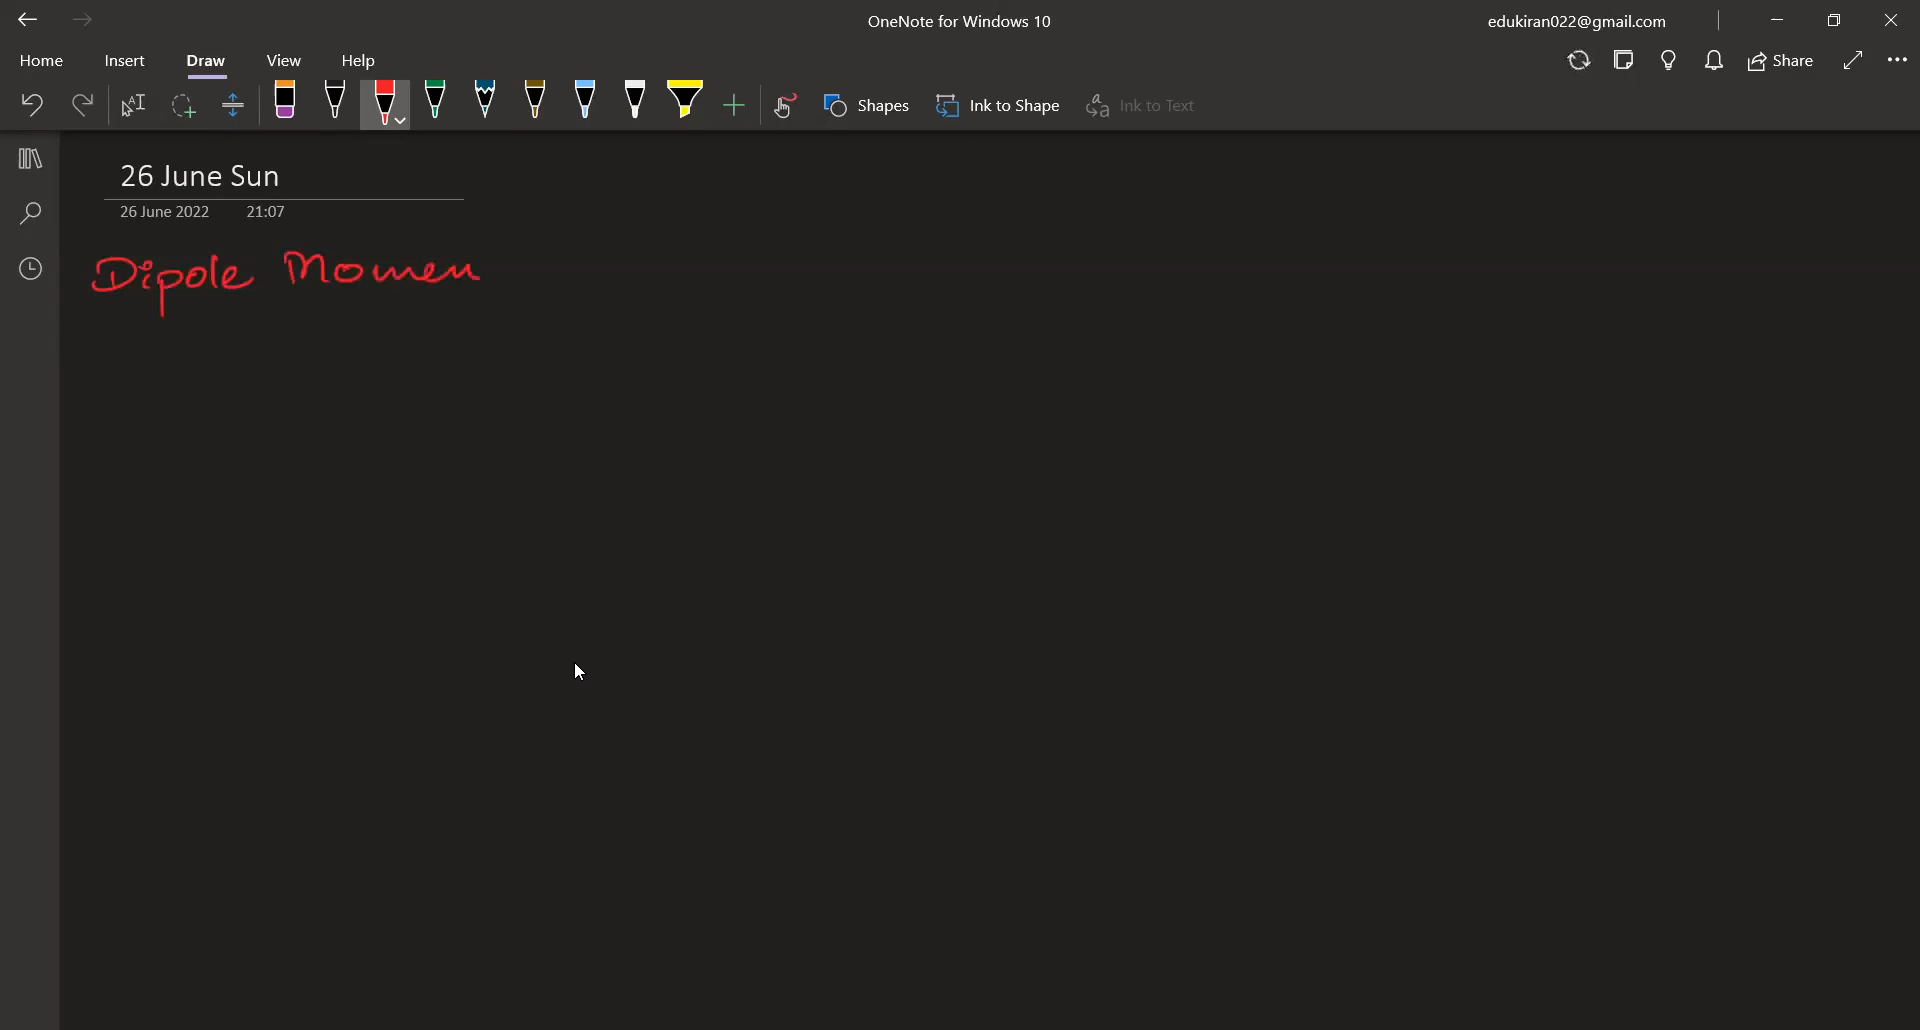 OneNote for Windows 10
edukiran022@gmail.com
Home Insert Draw View Help
Share
Shapes Ink to Shape Ink to Text
26 June Sun
26 June 2022 21:07
Dipole Momen